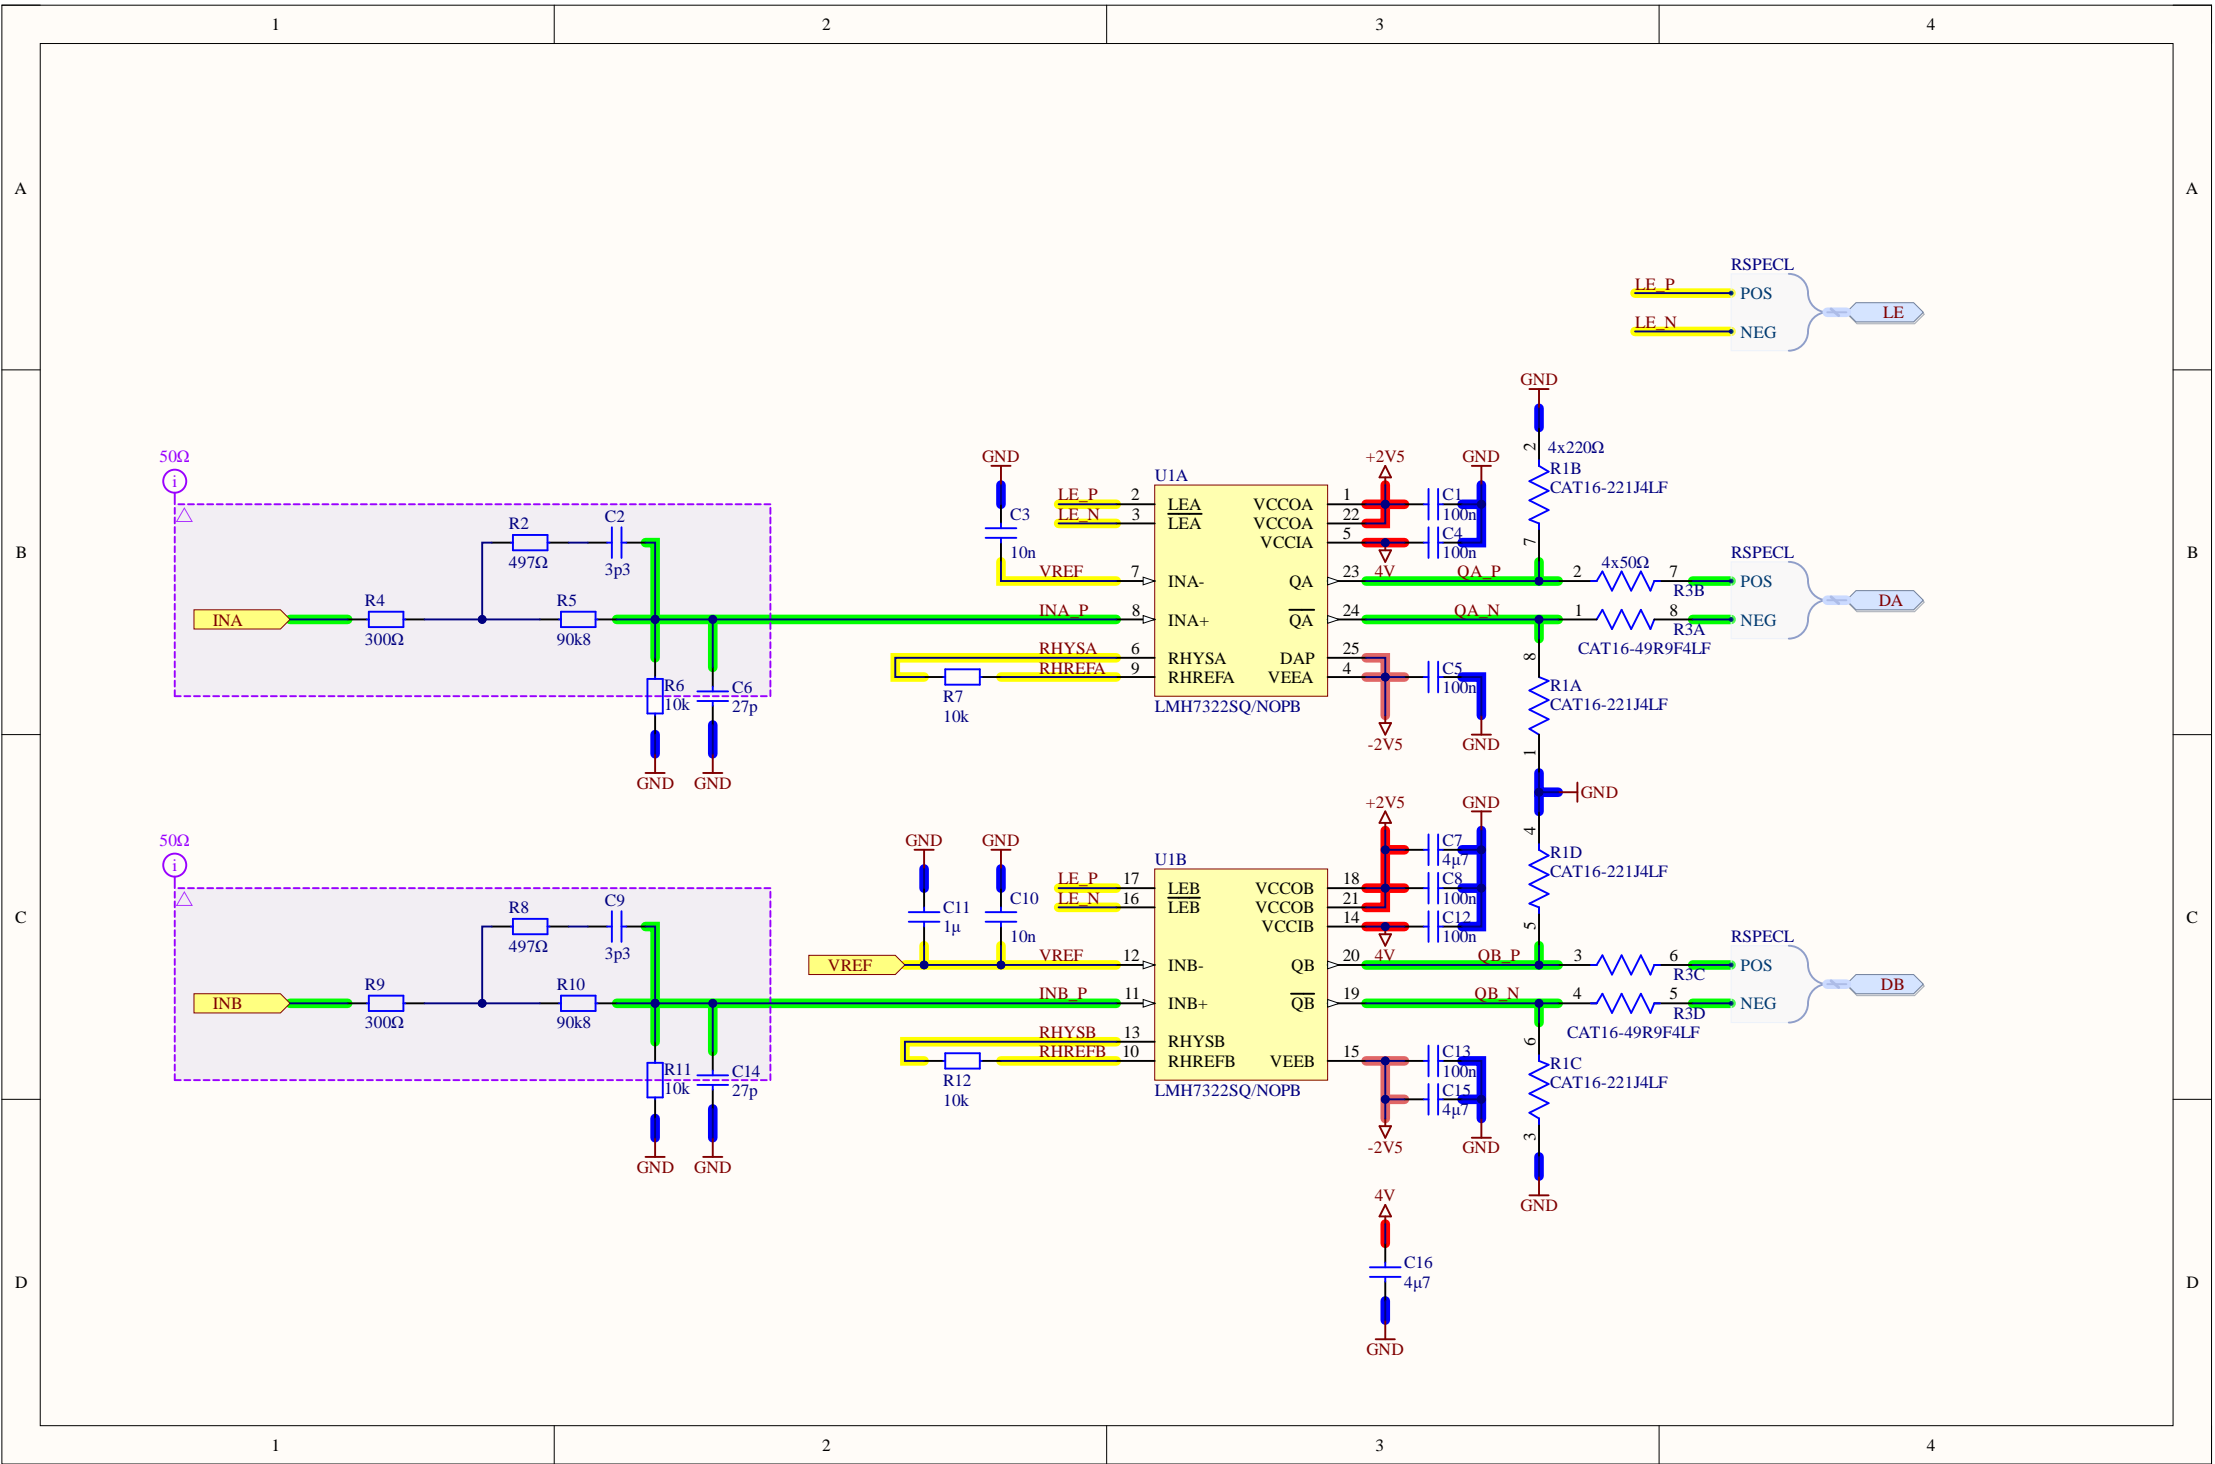 1 2 3 4
A A
RSPECL
LE_P POS
LE
LE_N NEG
GND
4x220Ω
2
R1B
CAT16-221J4LF
7
50Ω
i
R2
497Ω
C2
3p3
INA
R4
300Ω
R5
90k8
R6
10k
C6
27p
GND GND
GND
C3
10n
U1A
LE_P 2 LEA
LE_N 3 LEA
VREF 7 INA-
INA_P 8 INA+
RHYSA 6 RHYSA
RHREFA 9 RHREFA
R7
10k
VCCOA 1
VCCOA 22
VCCIA 5
QA 23
QA 24
DAP 25
VEEA 4
LMH7322SQ/NOPB
+2V5 GND
C1
100n
C4
100n
4V
QA_P
QA_N
C5
100n
-2V5 GND
B B
4x50Ω
2 7
R3B
1 8
R3A
CAT16-49R9F4LF
RSPECL
POS
DA
NEG
8
R1A
CAT16-221J4LF
1
GND
4
R1D
CAT16-221J4LF
5
50Ω
i
R8
497Ω
C9
3p3
INB
R9
300Ω
R10
90k8
R11
10k
C14
27p
GND GND
GND GND
C11
1µ
C10
10n
VREF
U1B
LE_P 17 LEB
LE_N 16 LEB
VREF 12 INB-
INB_P 11 INB+
RHYSB 13 RHYSB
RHREFB 10 RHREFB
R12
10k
VCCOB 18
VCCOB 21
VCCIB 14
QB 20
QB 19
VEEB 15
LMH7322SQ/NOPB
+2V5 GND
C7
4µ7
C8
100n
C12
100n
4V
QB_P
QB_N
C13
100n
C15
4µ7
-2V5 GND
C C
3 6
R3C
4 5
R3D
CAT16-49R9F4LF
RSPECL
POS
DB
NEG
6
R1C
CAT16-221J4LF
3
GND
4V
C16
4µ7
GND
D D
1 2 3 4